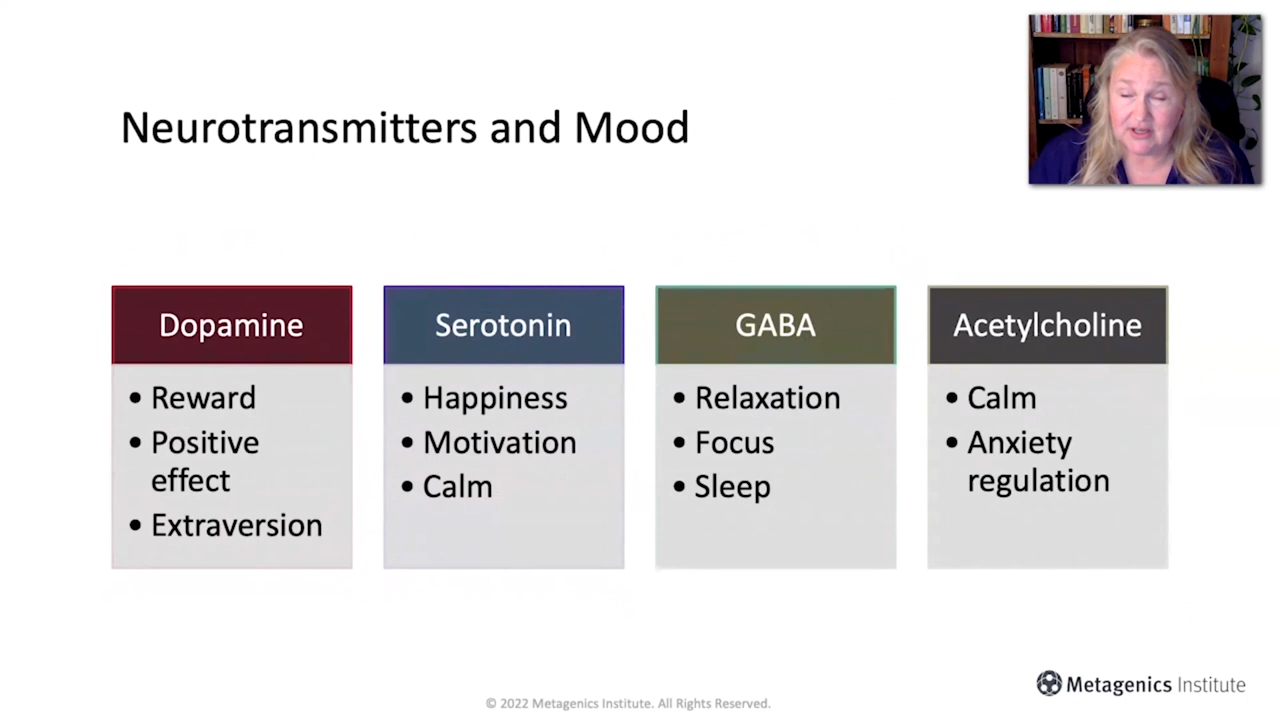 Neurotransmitters and Mood
Dopamine
• Reward
• Positive
effect
• Extraversion
Serotonin
• Happiness
• Motivation
• Calm
GABA
• Relaxation
• Focus
• Sleep
Acetylcholine
• Calm
• Anxiety
regulation
Metagenics Institute
© 2022 Metagenics Institute. All Rights Reserved.